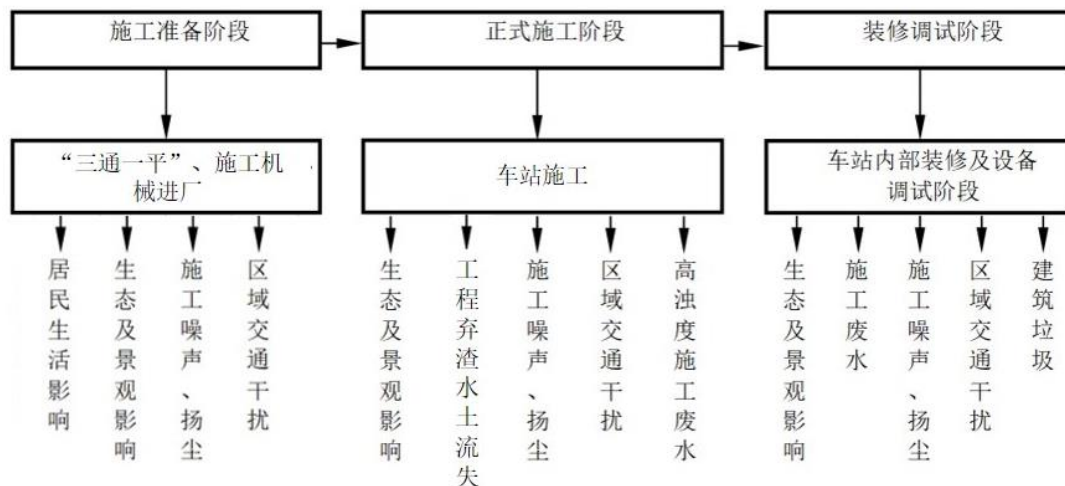 施工准备阶段
正式施工阶段
装修调试阶段
“三通一平”、施工机
械进厂
车站施工
车站内部装修及设备
调试阶段
居民生活影响
生态及景观影响
施工噪声、扬尘
区域交通干扰
生态及景观影响
工程弃渣水土流失
施工噪声、扬尘
区域交通干扰
高浊度施工废水
生态及景观影响
施工废水
施工噪声、扬尘
区域交通干扰
建筑垃圾